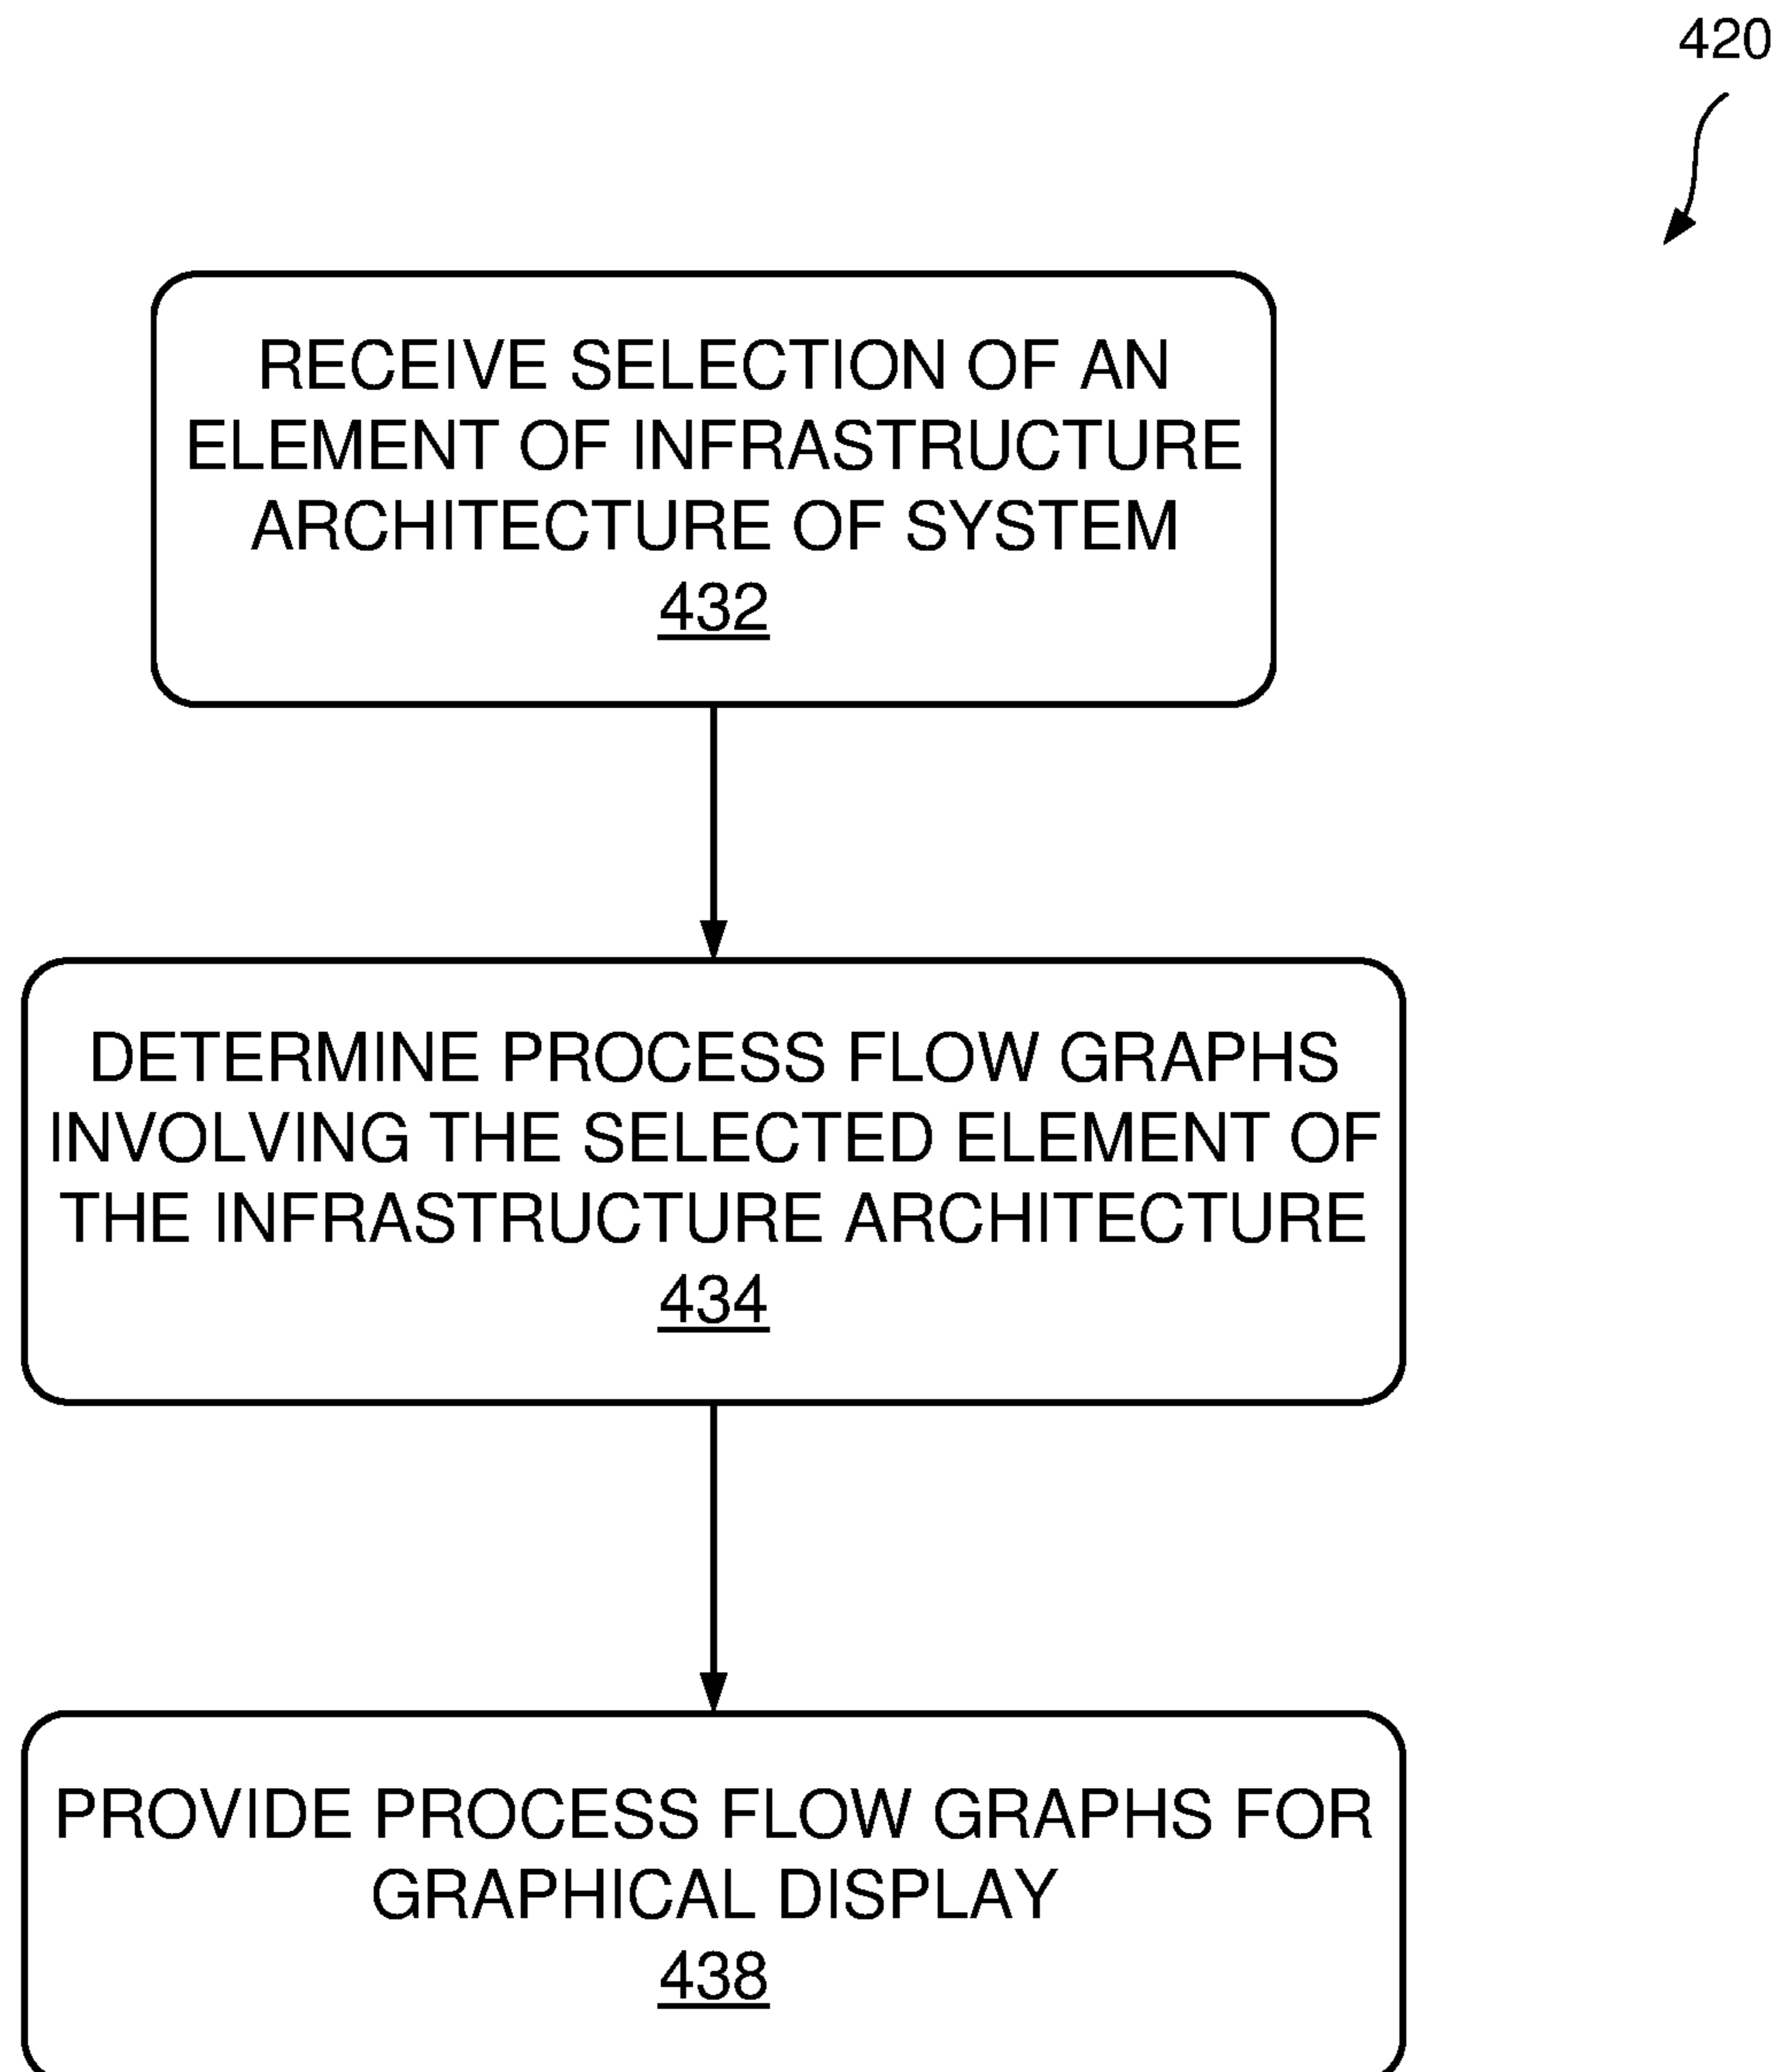 420
RECEIVE SELECTION OF AN
ELEMENT OF INFRASTRUCTURE
ARCHITECTURE OF SYSTEM
432
DETERMINE PROCESS FLOW GRAPHS
INVOLVING THE SELECTED ELEMENT OF
THE INFRASTRUCTURE ARCHITECTURE
434
PROVIDE PROCESS FLOW GRAPHS FOR
GRAPHICAL DISPLAY
438